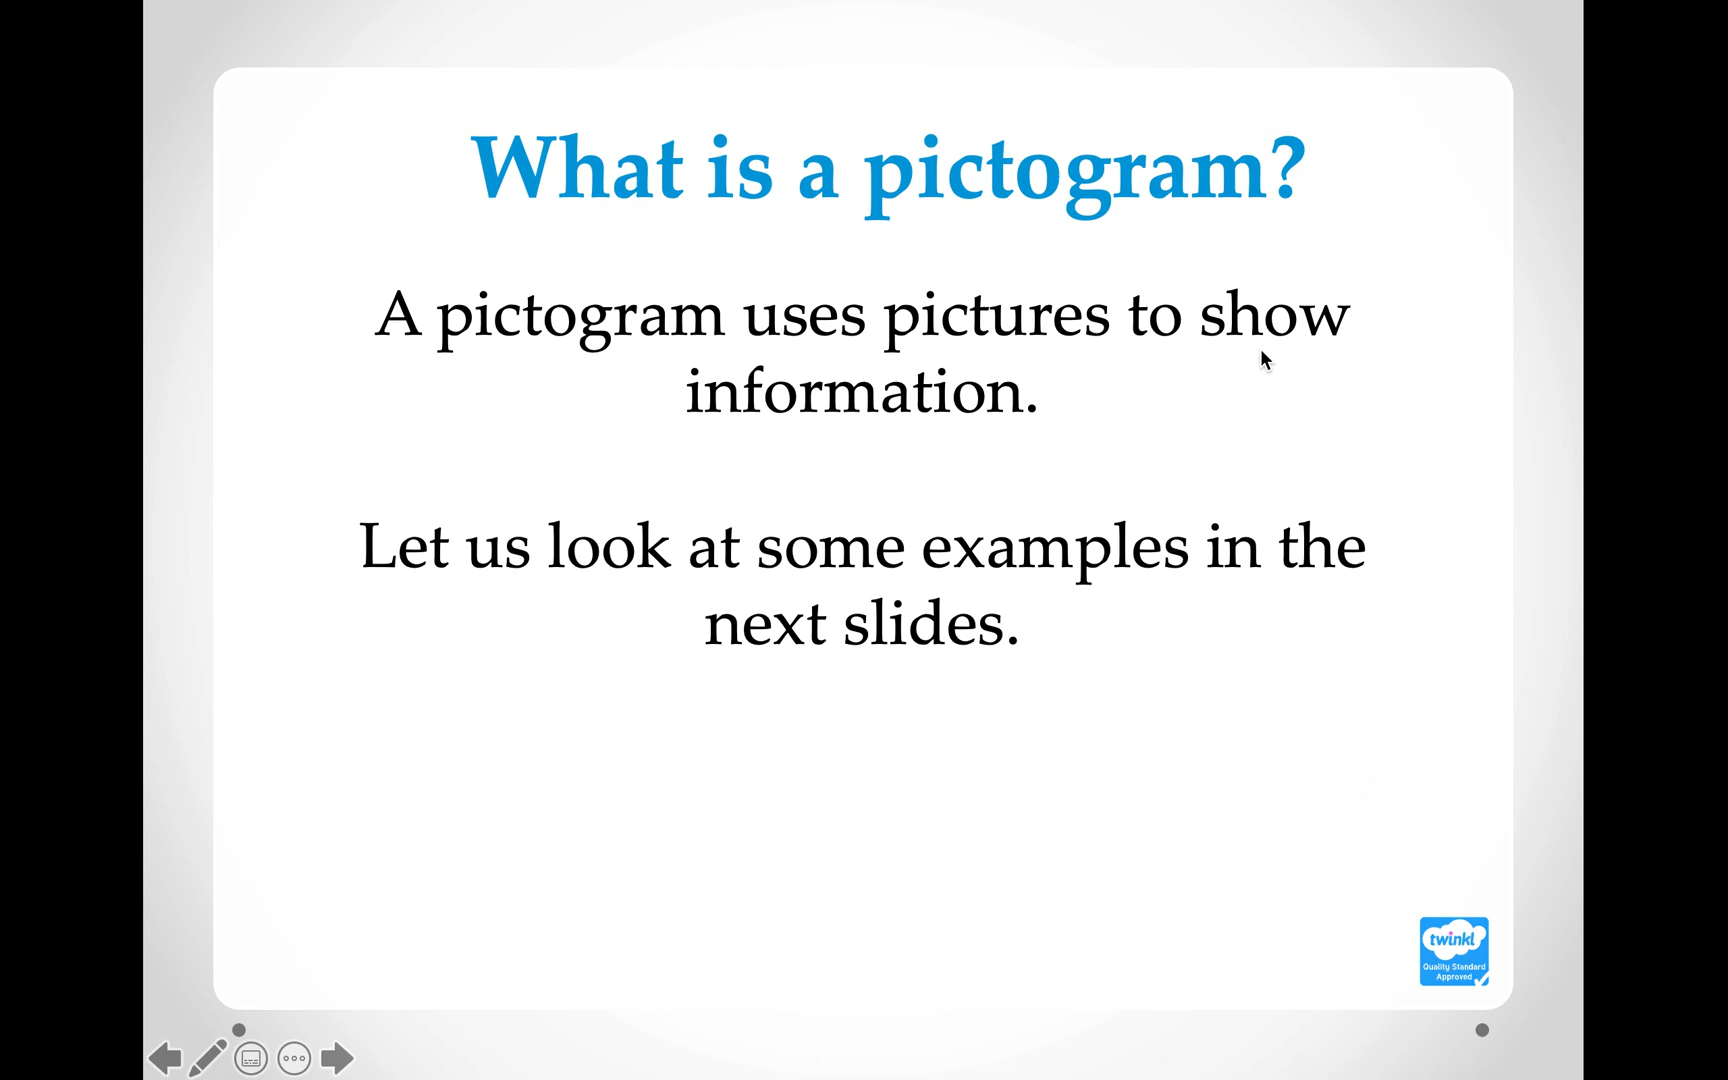 What is a pictogram?
A pictogram uses pictures to show
information.
Let us look at some examples in the
next slides.
twinkl
Quality Standard
Approved